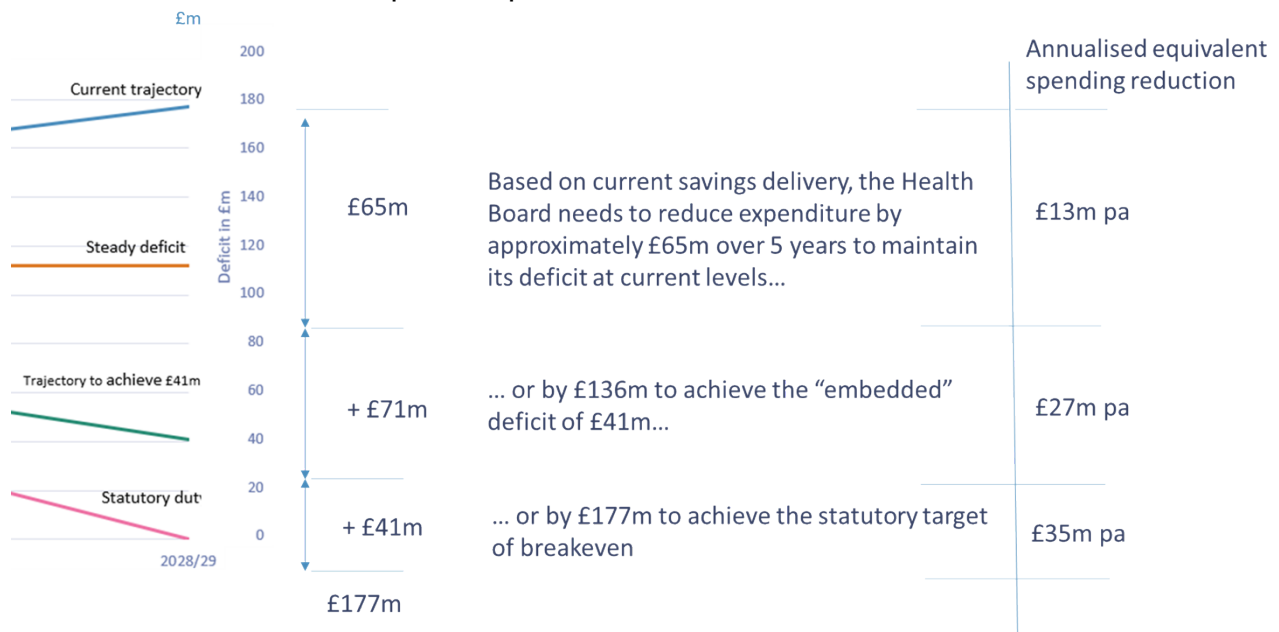 £m
200
180
160
140
120
100
80
60
40
20
0
Deficit in £m
Current trajectory
Steady deficit
Trajectory to achieve £41m
Statutory dut
2028/29
£65m
+ £71m
+ £41m
£177m
Based on current savings delivery, the Health
Board needs to reduce expenditure by
approximately £65m over 5 years to maintain
its deficit at current levels...
... or by £136m to achieve the “embedded”
deficit of £41m...
... or by £177m to achieve the statutory target
of breakeven
Annualised equivalent
spending reduction
£13m pa
£27m pa
£35m pa